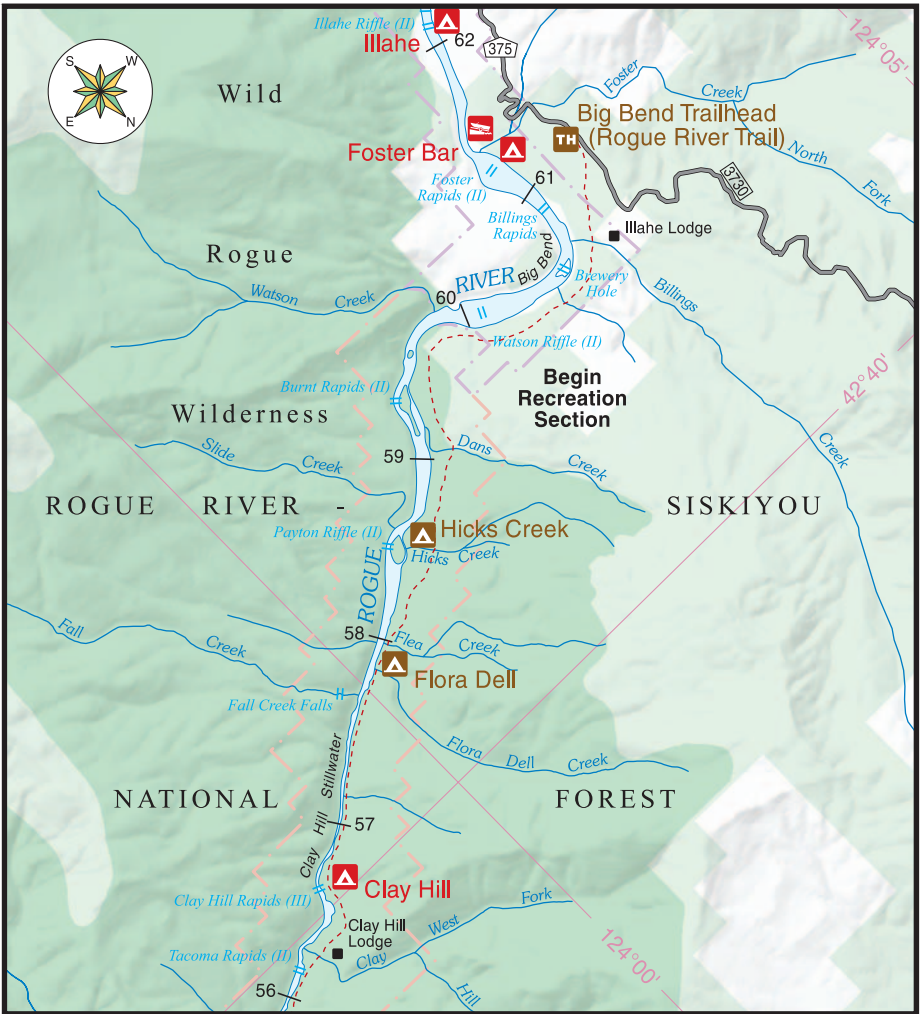 Illahe Riffle (II)
Illahe
62
375
124°05'
S
W
E
N
Wild
Foster
Creek
Big Bend Trailhead
(Rogue River Trail)
TH
North
Fork
Foster Bar
Foster
Rapids (II)
61
Billings
Rapids
3730
Illahe Lodge
Rogue
RIVER
Big Bend
Brewery
Hole
Billings
Creek
Watson
Creek
60
Watson Riffle (II)
42°40'
Begin
Recreation
Section
Burnt Rapids (II)
Wilderness
Slide
Creek
59
Dans
Creek
ROGUE
RIVER
-
SISKIYOU
Payton Riffle (II)
Hicks Creek
Hicks
Creek
ROGUE
58
Flea
Creek
Fall
Creek
Flora Dell
Fall Creek Falls
Flora
Dell
Creek
Clay
Hill
Stillwater
NATIONAL
FOREST
57
Clay Hill
Clay Hill Rapids (III)
Clay Hill
Lodge
West
Fork
Clay
Hill
Tacoma Rapids (II)
124°00'
56